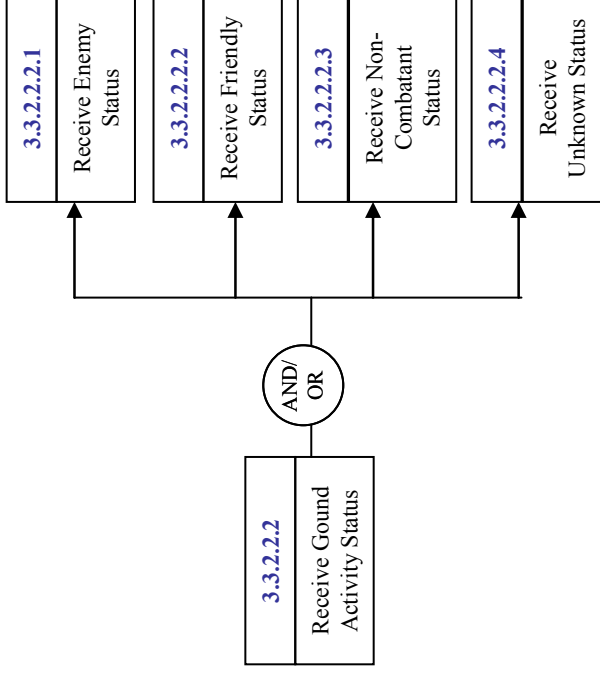 3.3.2.2.2
Receive Gound
Activity Status
AND/
OR
3.3.2.2.2.1
Receive Enemy
Status
3.3.2.2.2.2
Receive Friendly
Status
3.3.2.2.2.3
Receive Non-
Combatant
Status
3.3.2.2.2.4
Receive
Unknown Status